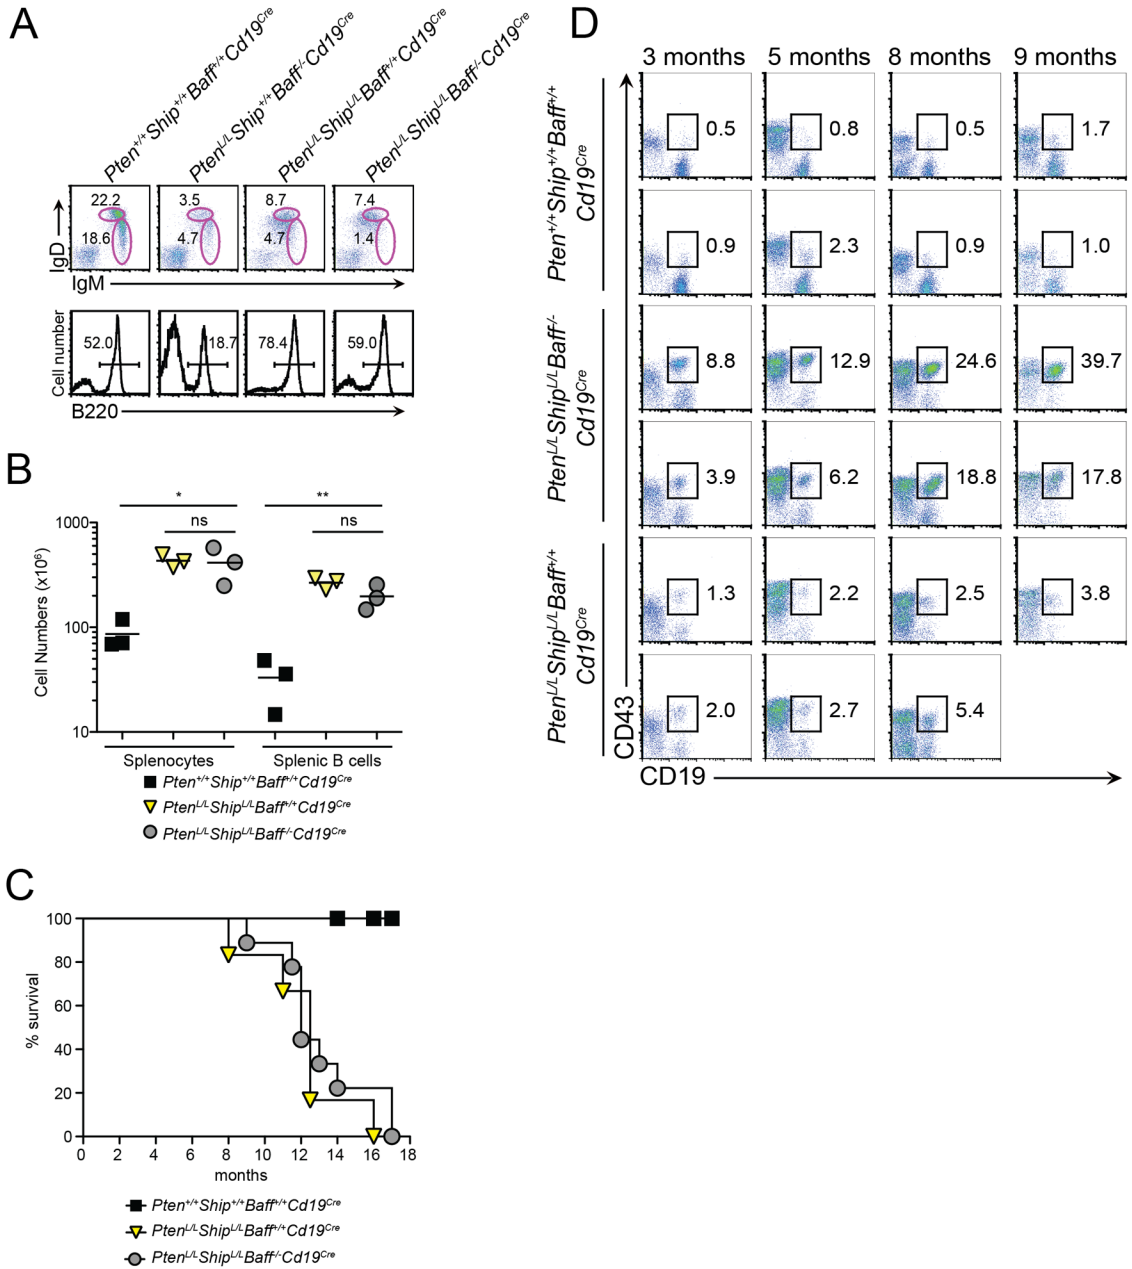 A
Pten+/+Ship+/+Baff+/+Cd19Cre
PtenL/LShip+/+Baff-/-Cd19Cre
PtenL/LShipL/LBaff+/+Cd19Cre
PtenL/LShipL/LBaff-/-Cd19Cre
22.2 3.5 8.7 7.4
18.6 4.7 4.7 1.4
IgD
IgM
Cell number
52.0 18.7 78.4 59.0
B220
B
* **
ns ns
1000
100
10
Cell Numbers (x10⁶)
Splenocytes Splenic B cells
Pten+/+Ship+/+Baff+/+Cd19Cre
PtenL/LShipL/LBaff+/+Cd19Cre
PtenL/LShipL/LBaff-/-Cd19Cre
C
100
80
60
40
20
0
% survival
0 2 4 6 8 10 12 14 16 18
months
Pten+/+Ship+/+Baff+/+Cd19Cre
PtenL/LShipL/LBaff+/+Cd19Cre
PtenL/LShipL/LBaff-/-Cd19Cre
D
3 months 5 months 8 months 9 months
Pten+/+Ship+/+Baff+/+
Cd19Cre
0.5 0.8 0.5 1.7
0.9 2.3 0.9 1.0
PtenL/LShipL/LBaff-/-
Cd19Cre
8.8 12.9 24.6 39.7
3.9 6.2 18.8 17.8
PtenL/LShipL/LBaff+/+
Cd19Cre
1.3 2.2 2.5 3.8
2.0 2.7 5.4
CD43
CD19